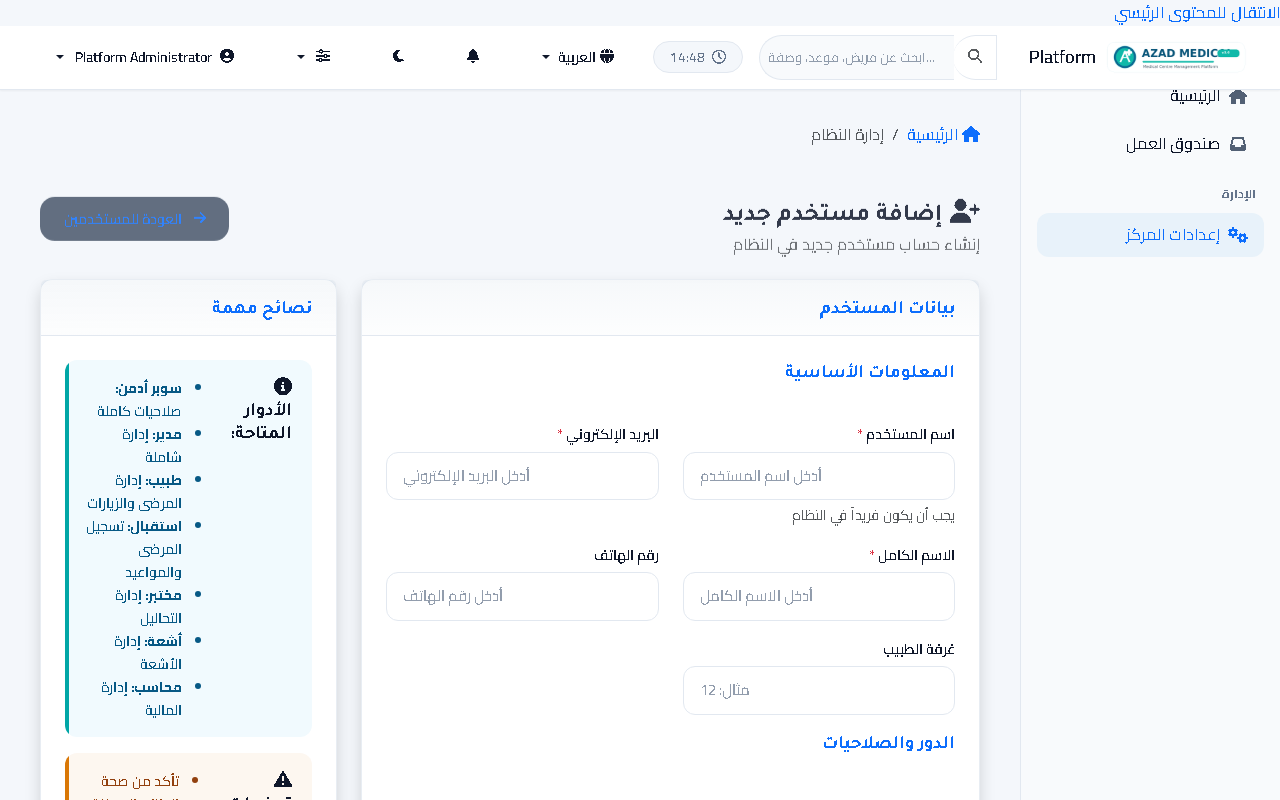 الانتقال للمحتوى الرئيسي
AZAD MEDIC
Medical Centre Management Platform
Platform
ابحث عن مريض، موعد، وصفة...
14:48
العربية
Platform Administrator
الرئيسية
صندوق العمل
الإدارة
إعدادات المركز
الرئيسية / إدارة النظام
إضافة مستخدم جديد
إنشاء حساب مستخدم جديد في النظام
العودة للمستخدمين
بيانات المستخدم
المعلومات الأساسية
اسم المستخدم *
أدخل اسم المستخدم
يجب أن يكون فريداً في النظام
البريد الإلكتروني *
أدخل البريد الإلكتروني
الاسم الكامل *
أدخل الاسم الكامل
رقم الهاتف
أدخل رقم الهاتف
غرفة الطبيب
مثال: 12
الدور والصلاحيات
نصائح مهمة
الأدوار
المتاحة:
سوبر أدمن:
صلاحيات كاملة
مدير: إدارة
شاملة
طبيب: إدارة
المرضى والزيارات
استقبال: تسجيل
المرضى
والمواعيد
مختبر: إدارة
التحاليل
أشعة: إدارة
الأشعة
محاسب: إدارة
المالية
تأكد من صحة